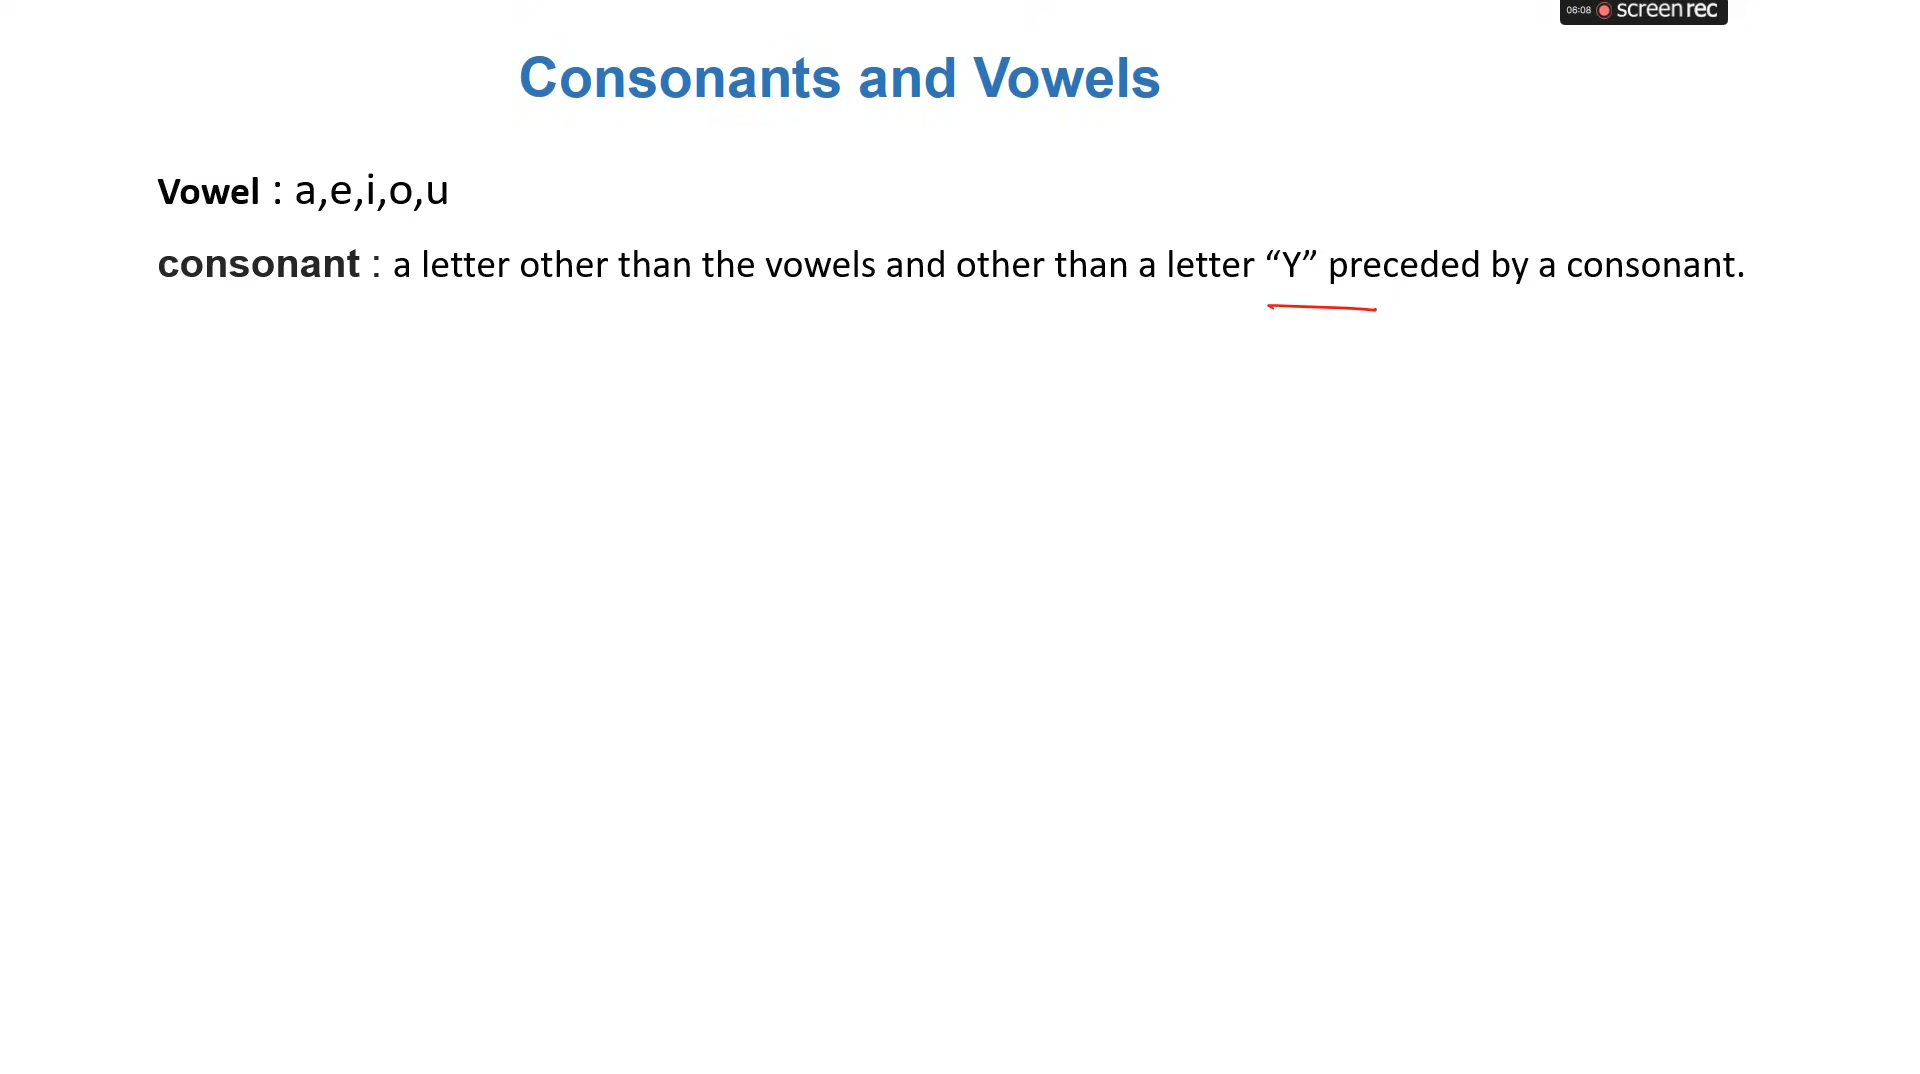 06:08 screenrec
Consonants and Vowels
Vowel : a,e,i,o,u
consonant : a letter other than the vowels and other than a letter “Y” preceded by a consonant.